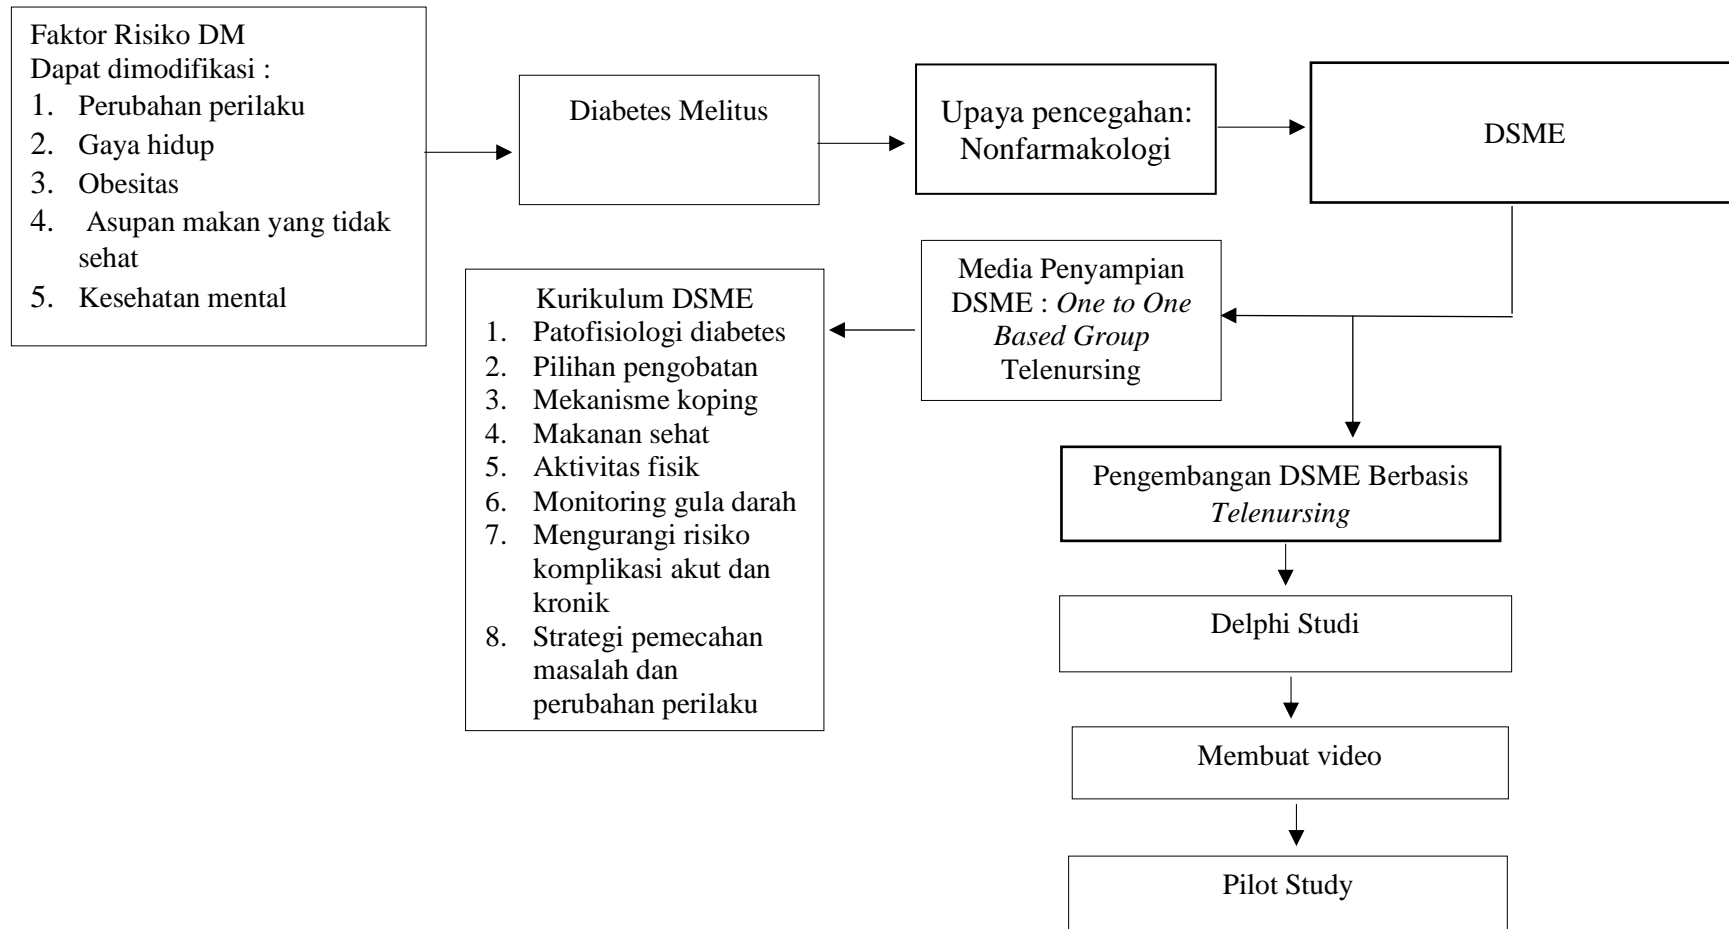 Faktor Risiko DM
Dapat dimodifikasi :
1. Perubahan perilaku
2. Gaya hidup
3. Obesitas
4. Asupan makan yang tidak
sehat
5. Kesehatan mental
Diabetes Melitus
Upaya pencegahan:
Nonfarmakologi
DSME
Media Penyampian
DSME : One to One
Based Group
Telenursing
Kurikulum DSME
1. Patofisiologi diabetes
2. Pilihan pengobatan
3. Mekanisme koping
4. Makanan sehat
5. Aktivitas fisik
6. Monitoring gula darah
7. Mengurangi risiko
komplikasi akut dan
kronik
8. Strategi pemecahan
masalah dan
perubahan perilaku
Pengembangan DSME Berbasis
Telenursing
Delphi Studi
Membuat video
Pilot Study